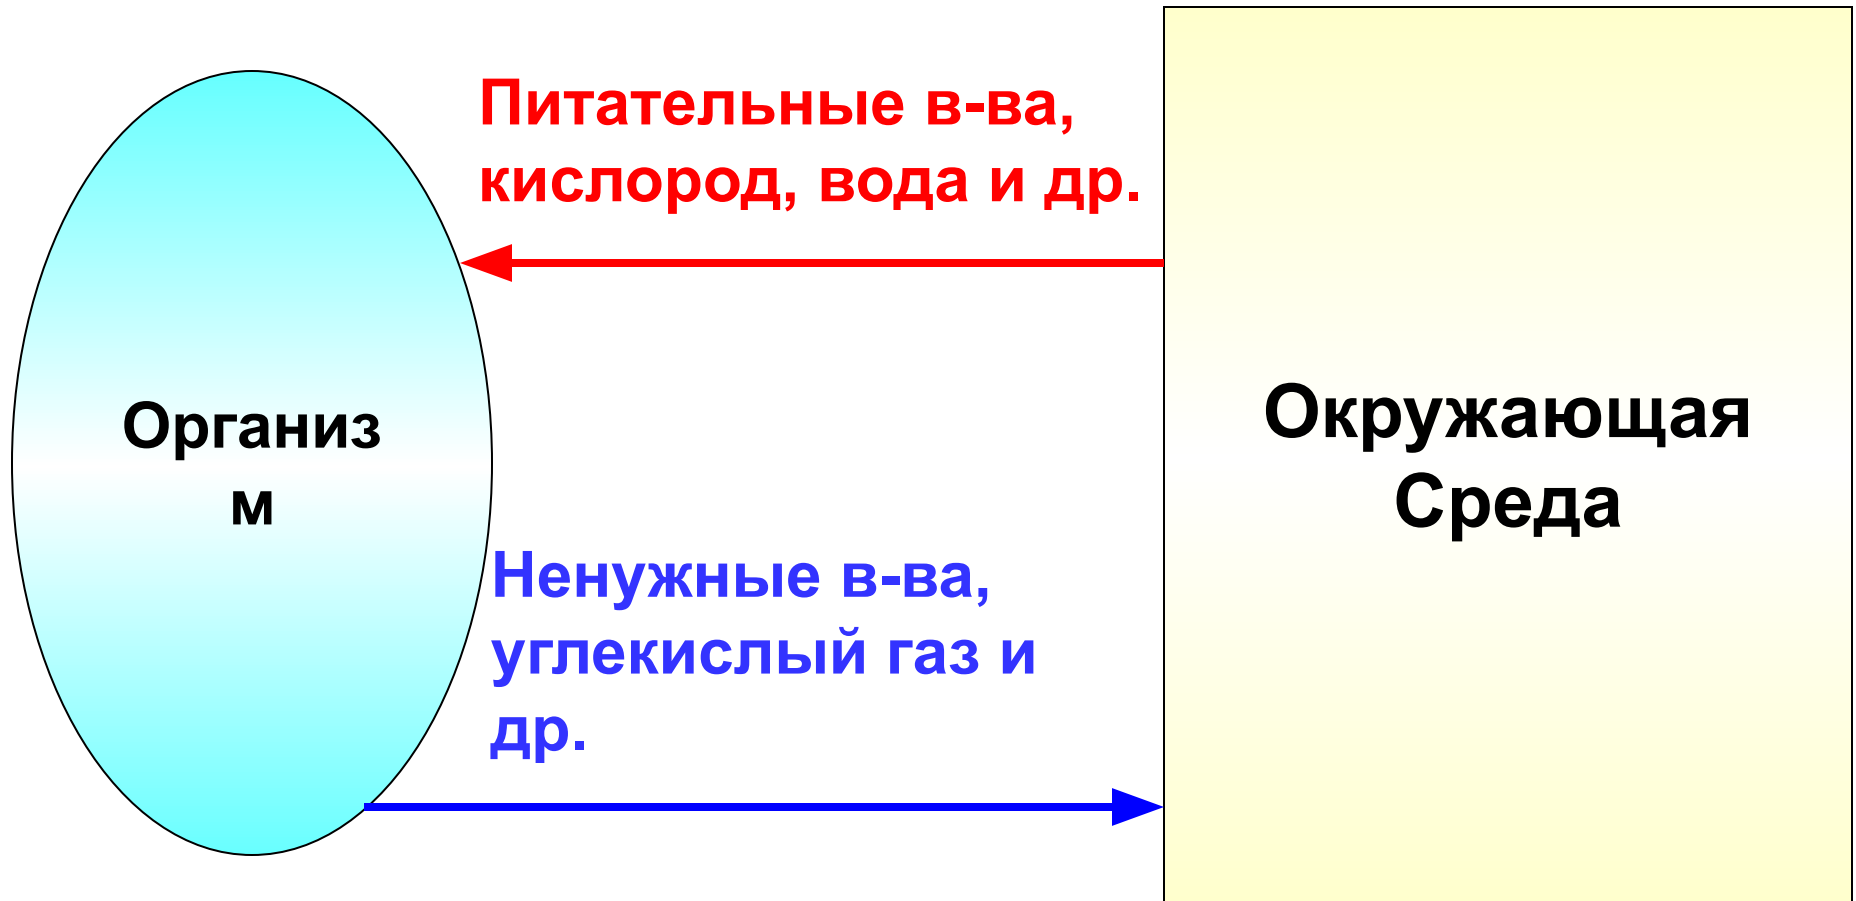 Питательные в-ва,
кислород, вода и др.
Организ
м
Окружающая
Среда
Ненужные в-ва,
углекислый газ и
др.